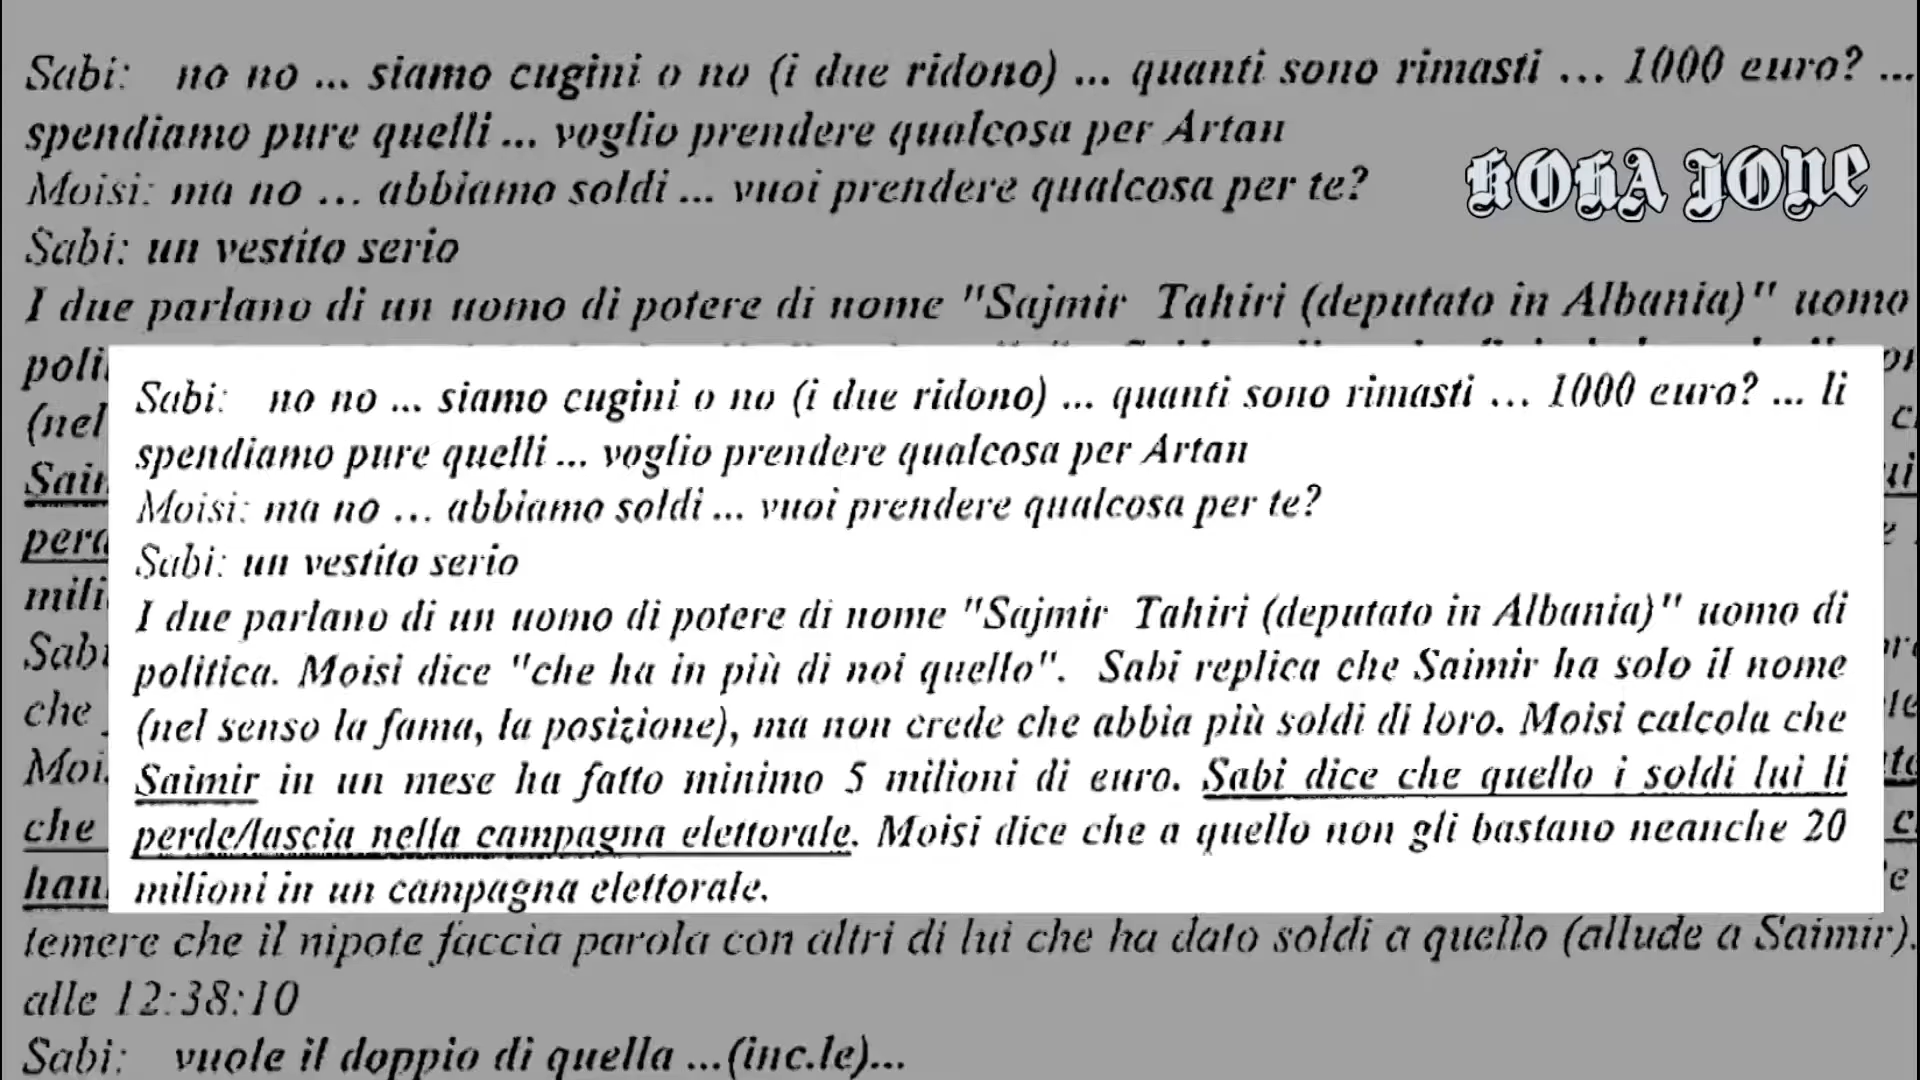 Sabi: no no ... siamo cugini o no (i due ridono) ... quanti sono rimasti ... 1000 euro? ...
spendiamo pure quelli ... voglio prendere qualcosa per Artan
Moisi: ma no ... abbiamo soldi ... vuoi prendere qualcosa per te?
KOHA JONE
Sabi: un vestito serio
I due parlano di un uomo di potere di nome "Sajmir Tahiri (deputato in Albania)" uomo
Sabi: no no ... siamo cugini o no (i due ridono) ... quanti sono rimasti ... 1000 euro? ... li
spendiamo pure quelli ... voglio prendere qualcosa per Artan
Moisi: ma no ... abbiamo soldi ... vuoi prendere qualcosa per te?
Sabi: un vestito serio
I due parlano di un uomo di potere di nome "Sajmir Tahiri (deputato in Albania)" uomo di
politica. Moisi dice "che ha in più di noi quello". Sabi replica che Saimir ha solo il nome
(nel senso la fama, la posizione), ma non crede che abbia più soldi di loro. Moisi calcola che
Saimir in un mese ha fatto minimo 5 milioni di euro. Sabi dice che quello i soldi lui li
perde/lascia nella campagna elettorale. Moisi dice che a quello non gli bastano neanche 20
milioni in un campagna elettorale.
temere che il nipote faccia parola con altri di lui che ha dato soldi a quello (allude a Saimir).
alle 12:38:10
Sabi: vuole il doppio di quella ...(inc.le)...